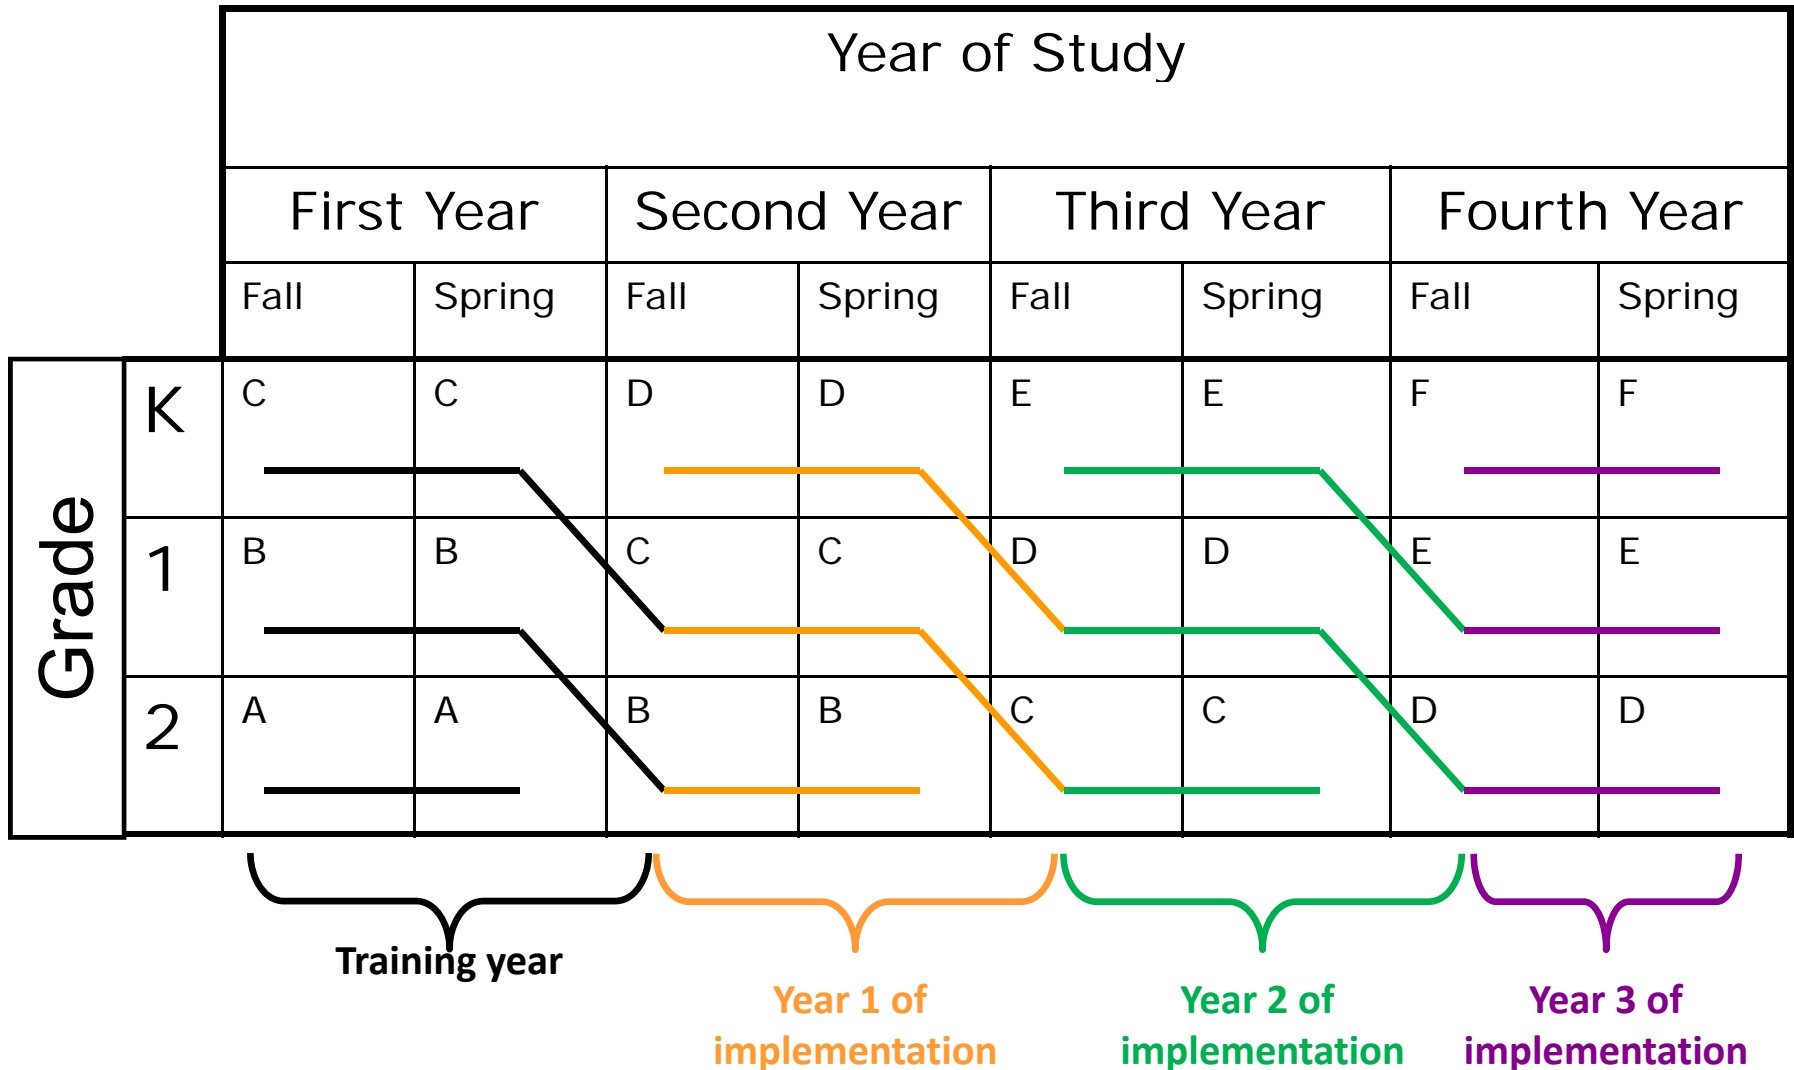 Year of Study
First Year Second Year Third Year Fourth Year
Fall Spring Fall Spring Fall Spring Fall Spring
Grade
K C C D D E E F F
1 B B C C D D E E
2 A A B B C C D D
Training year
Year 1 of Year 2 of Year 3 of
implementation implementation implementation